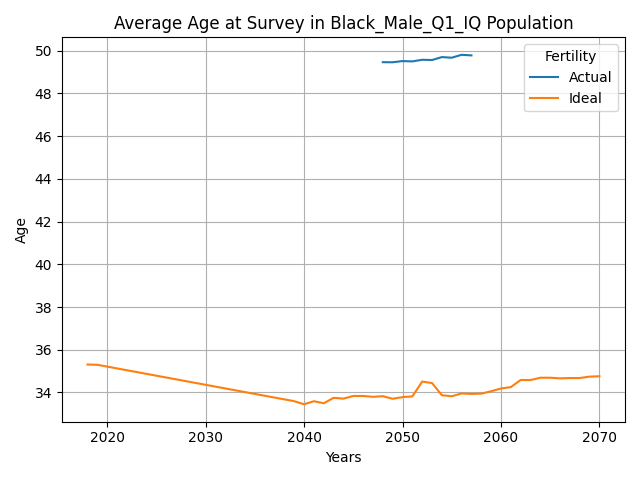 Average Age at Survey in Black_Male_Q1_IQ Population
50
48
46
44
42
40
38
36
34
Age
Fertility
Actual
Ideal
2020 2030 2040 2050 2060 2070
Years